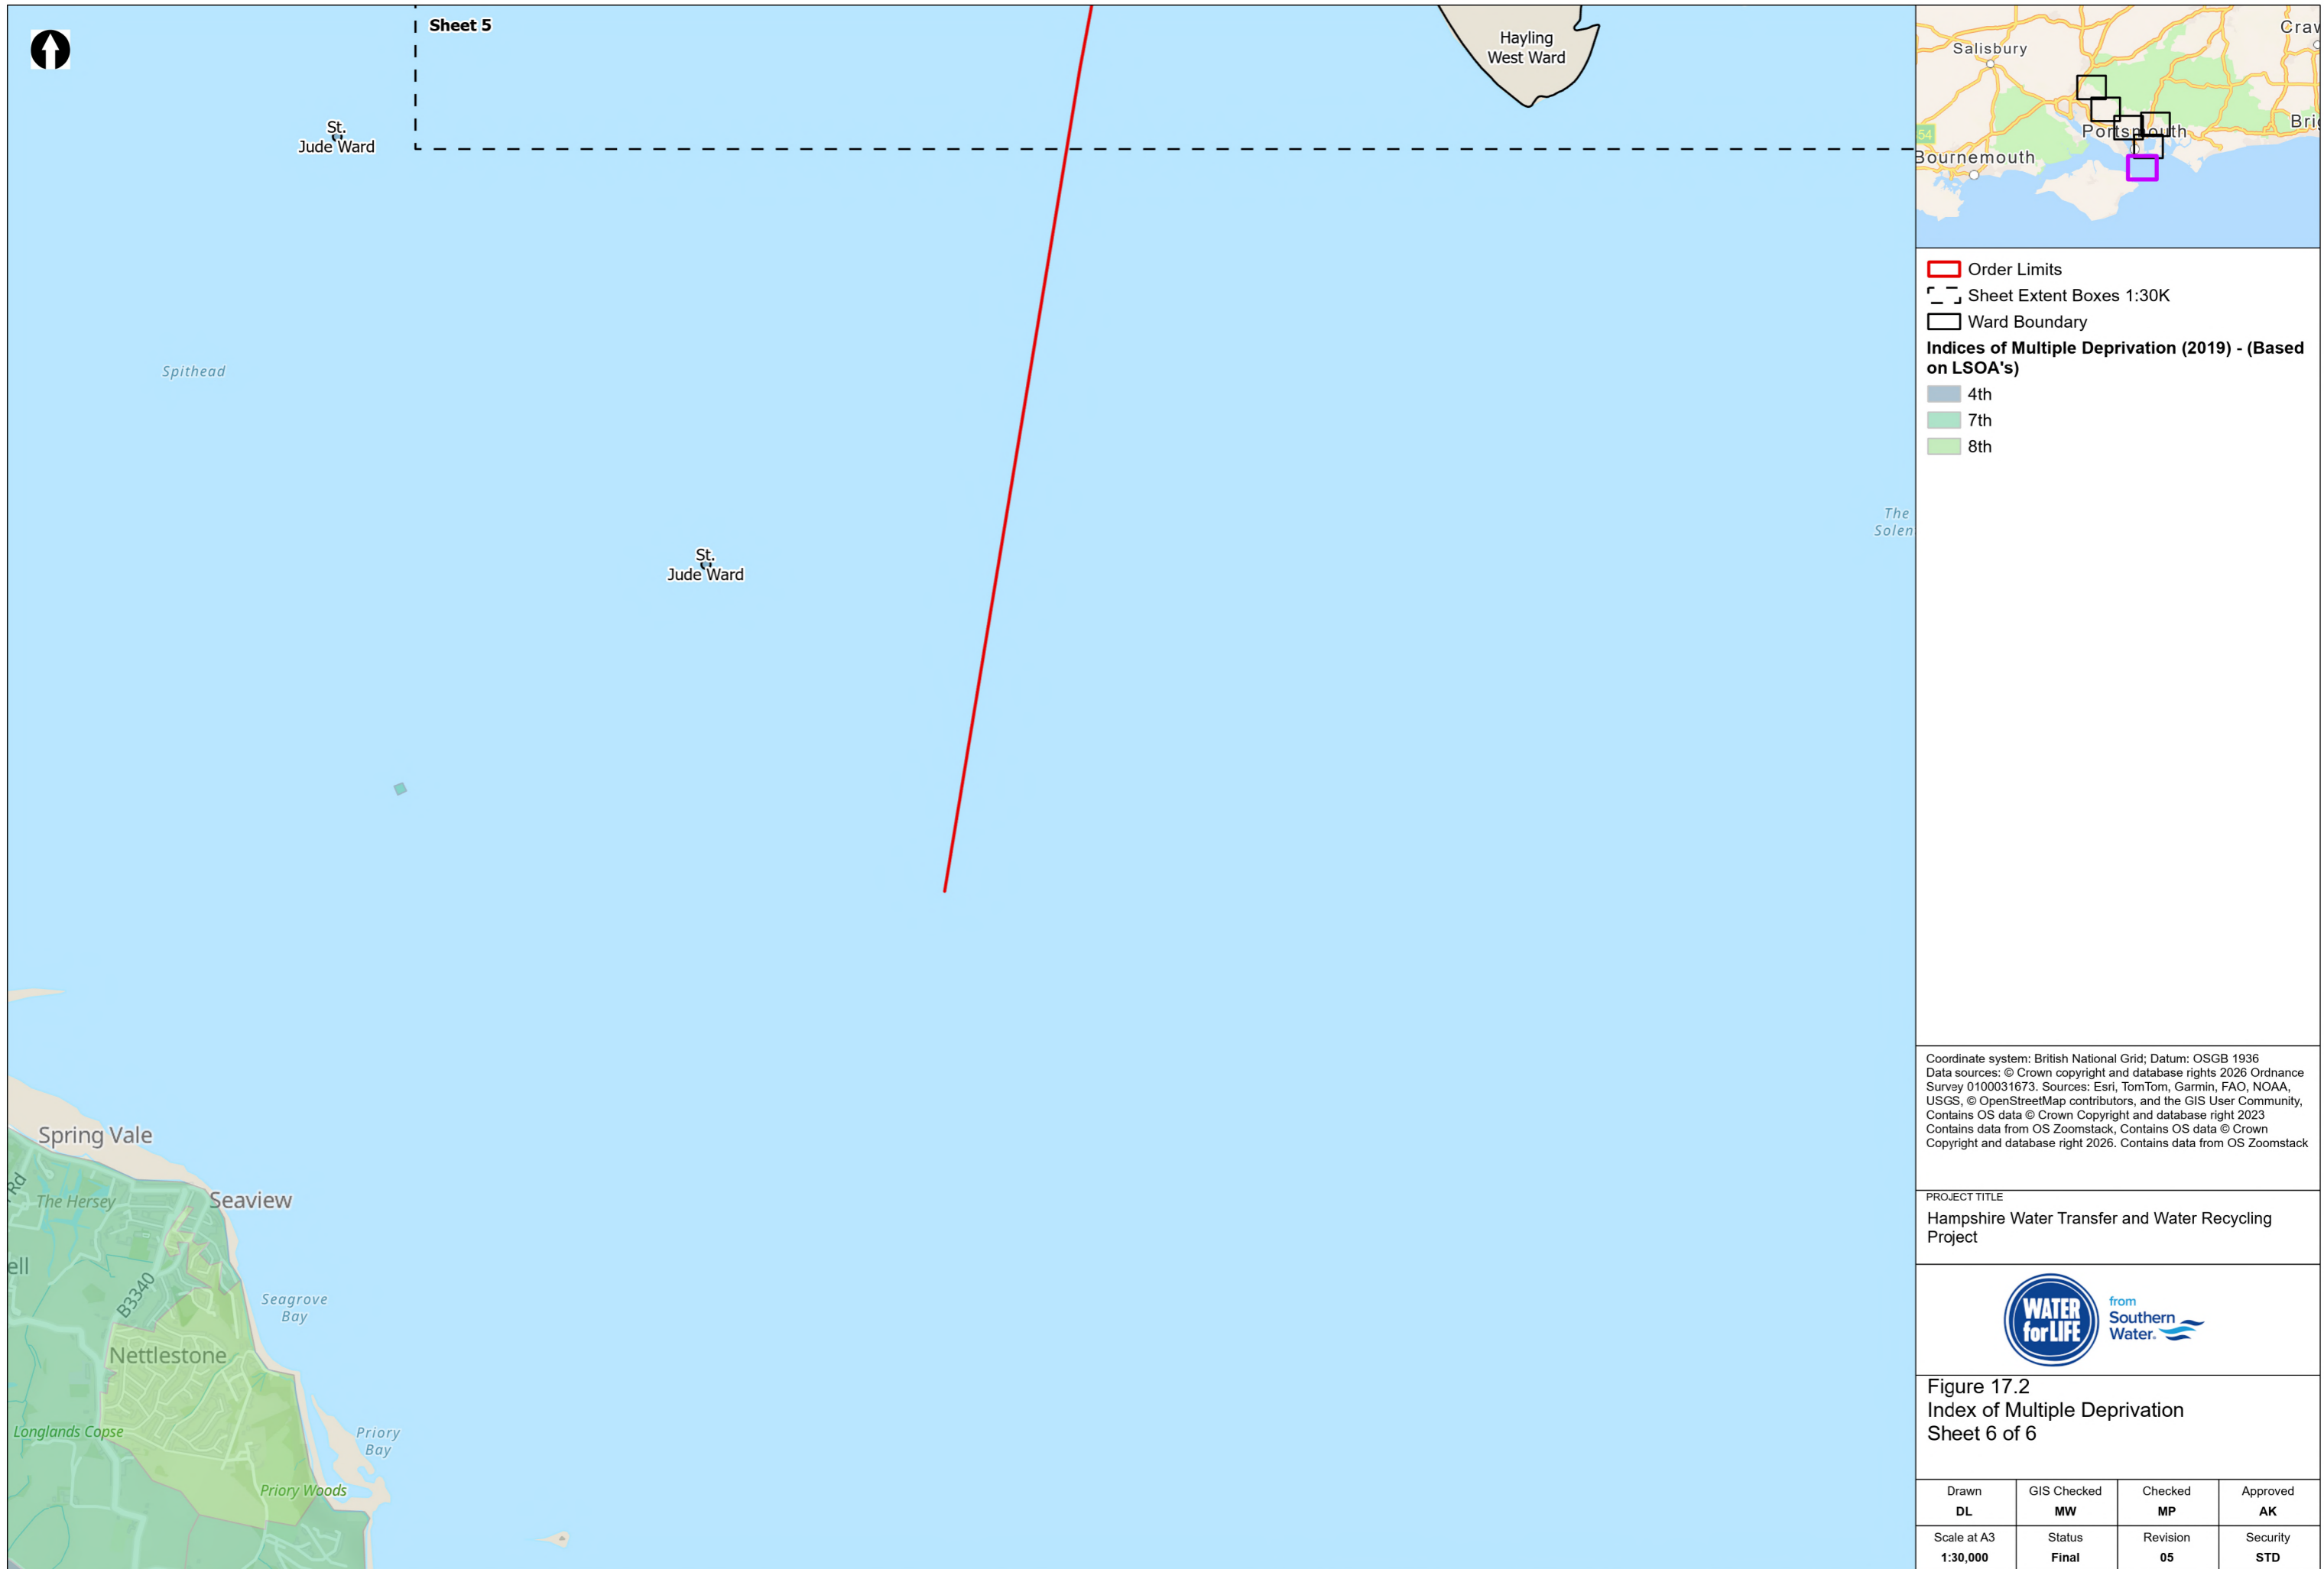 Sheet 5
Hayling
West Ward
St.
Jude Ward
Spithead
The
Solen
St.
Jude Ward
Spring Vale
Rd
The Hersey
Seaview
ell
B3340
Seagrove
Bay
Nettlestone
Longlands Copse
Priory
Bay
Priory Woods
Salisbury
Craw
54
Portsmouth
Brig
Bournemouth
Order Limits
Sheet Extent Boxes 1:30K
Ward Boundary
Indices of Multiple Deprivation (2019) - (Based
on LSOA's)
4th
7th
8th
Coordinate system: British National Grid; Datum: OSGB 1936
Data sources: © Crown copyright and database rights 2026 Ordnance
Survey 0100031673. Sources: Esri, TomTom, Garmin, FAO, NOAA,
USGS, © OpenStreetMap contributors, and the GIS User Community,
Contains OS data © Crown Copyright and database right 2023
Contains data from OS Zoomstack, Contains OS data © Crown
Copyright and database right 2026. Contains data from OS Zoomstack
PROJECT TITLE
Hampshire Water Transfer and Water Recycling
Project
WATER
for LIFE
from
Southern
Water.
Figure 17.2
Index of Multiple Deprivation
Sheet 6 of 6
Drawn GIS Checked Checked Approved
DL MW MP AK
Scale at A3 Status Revision Security
1:30,000 Final 05 STD